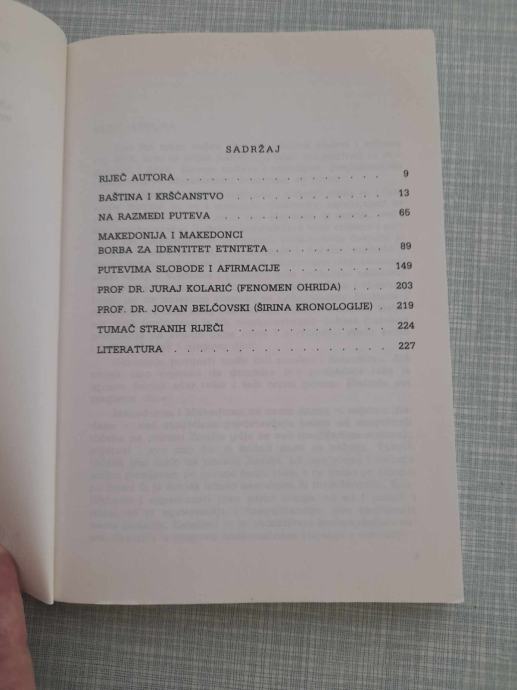 SADRŽAJ
RIJEČ AUTORA . . . . . . . . . . . . . . . . 9
BAŠTINA I KRŠĆANSTVO . . . . . . . . . . . 13
NA RAZMEDI PUTEVA . . . . . . . . . . . . 65
MAKEDONIJA I MAKEDONCI
BORBA ZA IDENTITET ETNITETA . . . . . . . . 89
PUTEVIMA SLOBODE I AFIRMACIJE . . . . . . . 149
PROF DR. JURAJ KOLARIĆ (FENOMEN OHRIDA) . . . 203
PROF. DR. JOVAN BELČOVSKI (ŠIRINA KRONOLOGIJE) . 219
TUMAČ STRANIH RIJEČI . . . . . . . . . . . 224
LITERATURA . . . . . . . . . . . . . . . . 227